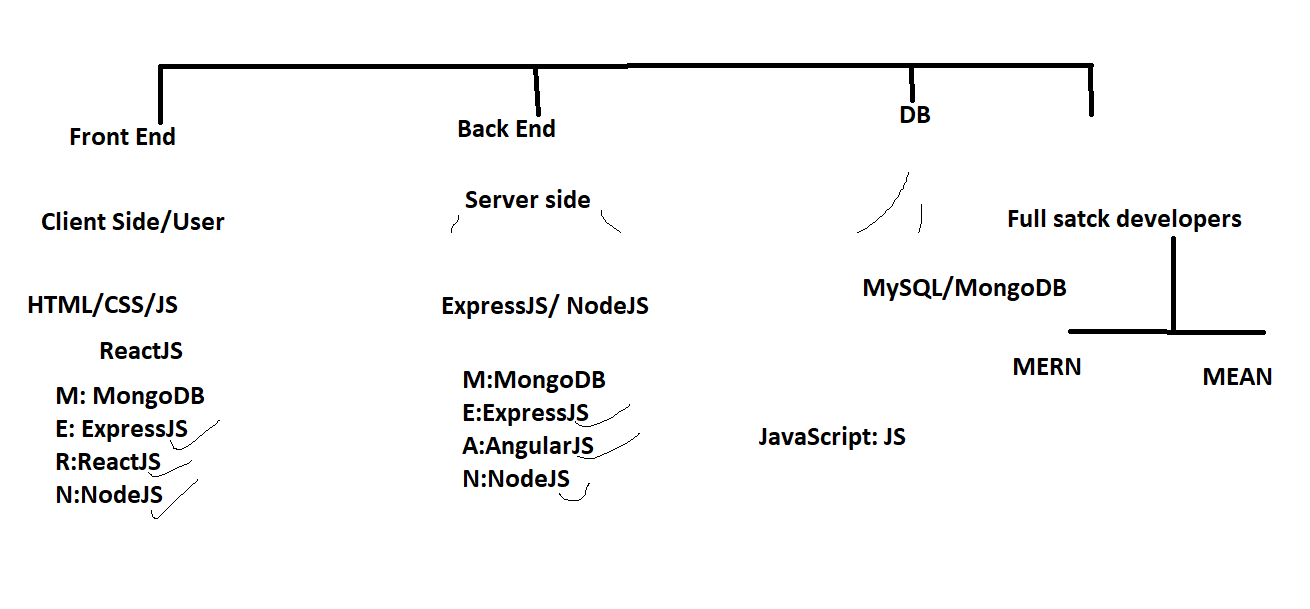 Front End
Back End
DB
Client Side/User
Server side
Full satck developers
HTML/CSS/JS
ExpressJS/ NodeJS
MySQL/MongoDB
ReactJS
MERN
MEAN
M: MongoDB
E: ExpressJS
R:ReactJS
N:NodeJS
M:MongoDB
E:ExpressJS
A:AngularJS
N:NodeJS
JavaScript: JS